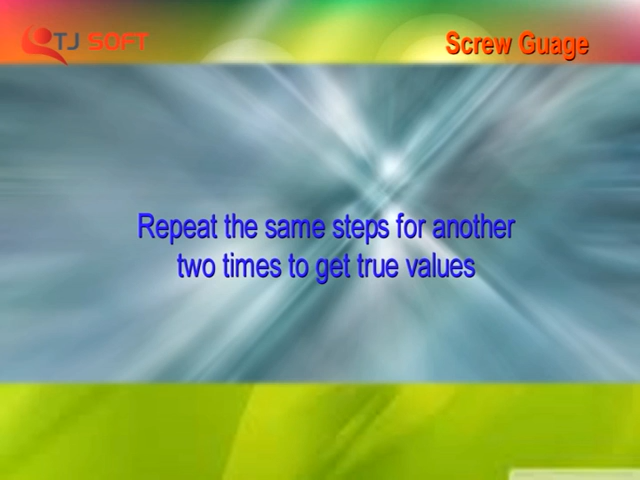 TJ SOFT
Screw Guage
Repeat the same steps for another
two times to get true values